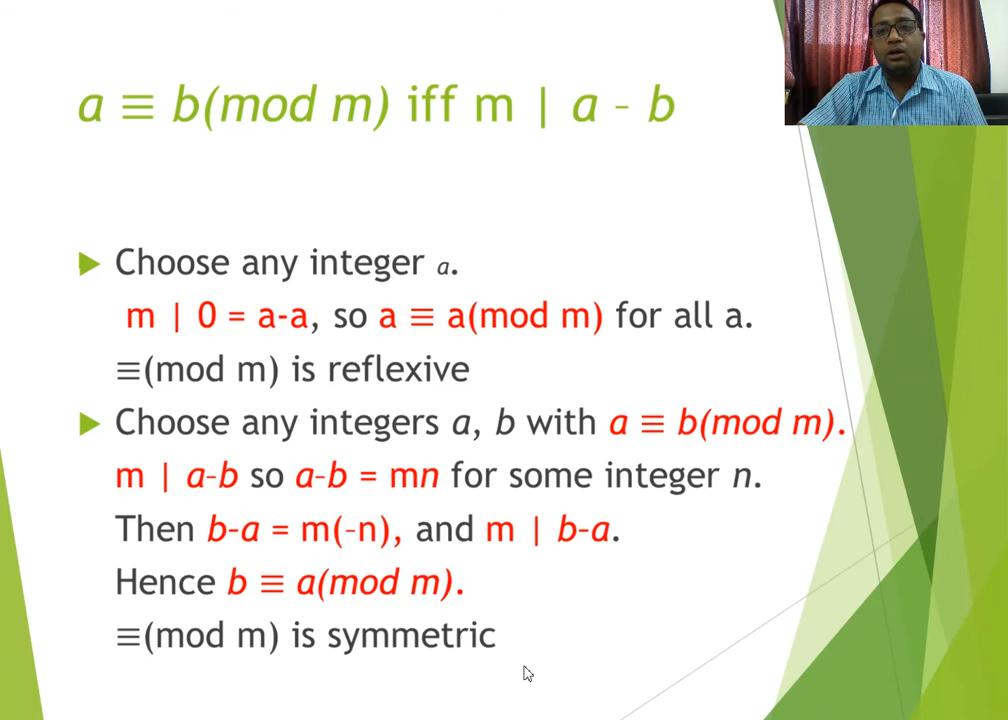 a ≡ b(mod m) iff m | a – b
Choose any integer a.
m | 0 = a-a, so a ≡ a(mod m) for all a.
≡(mod m) is reflexive
Choose any integers a, b with a ≡ b(mod m).
m | a–b so a–b = mn for some integer n.
Then b–a = m(–n), and m | b–a.
Hence b ≡ a(mod m).
≡(mod m) is symmetric